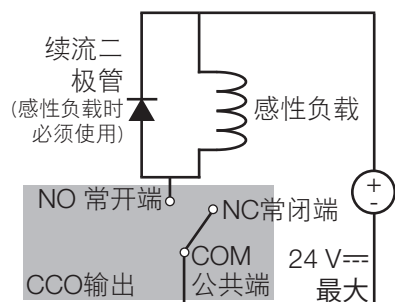 续流二
极管
(感性负载时
必须使用)
感性负载
NO 常开端
NC常闭端
+
-
COM
公共端
CCO输出
24 V⎓
最大